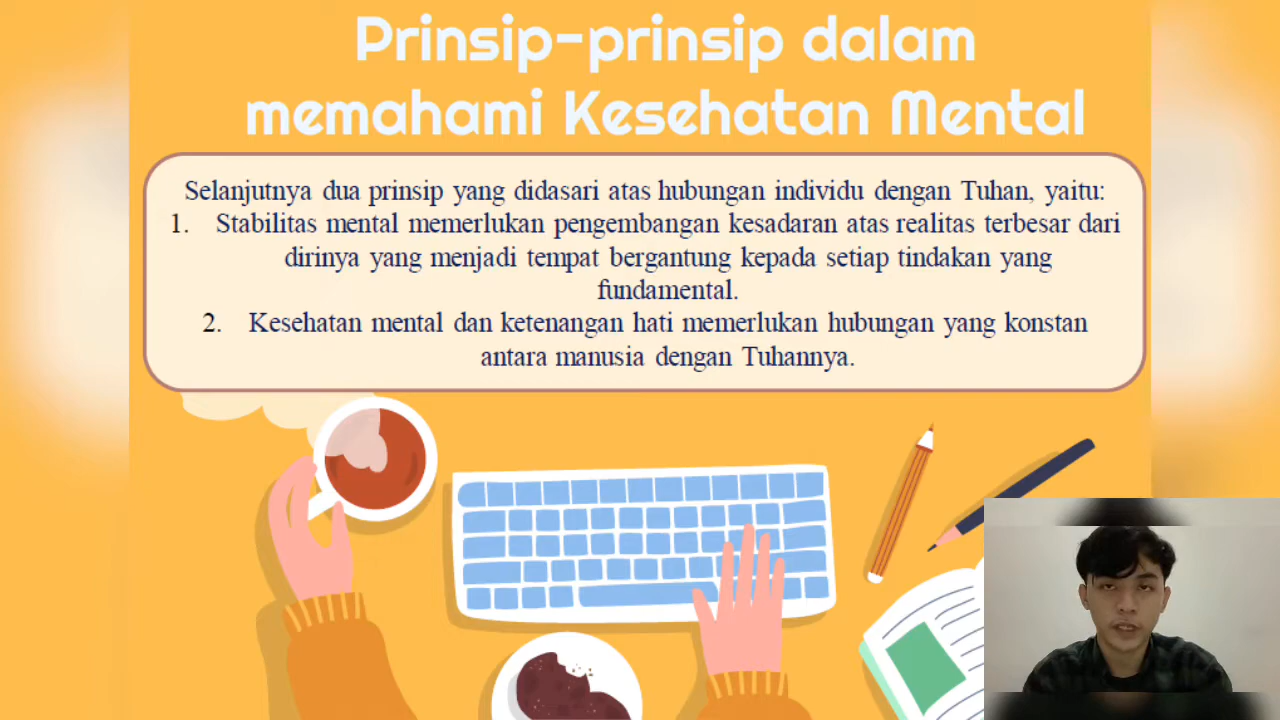 Prinsip-prinsip dalam
memahami Kesehatan Mental
Selanjutnya dua prinsip yang didasari atas hubungan individu dengan Tuhan, yaitu:
1. Stabilitas mental memerlukan pengembangan kesadaran atas realitas terbesar dari
dirinya yang menjadi tempat bergantung kepada setiap tindakan yang
fundamental.
2. Kesehatan mental dan ketenangan hati memerlukan hubungan yang konstan
antara manusia dengan Tuhannya.